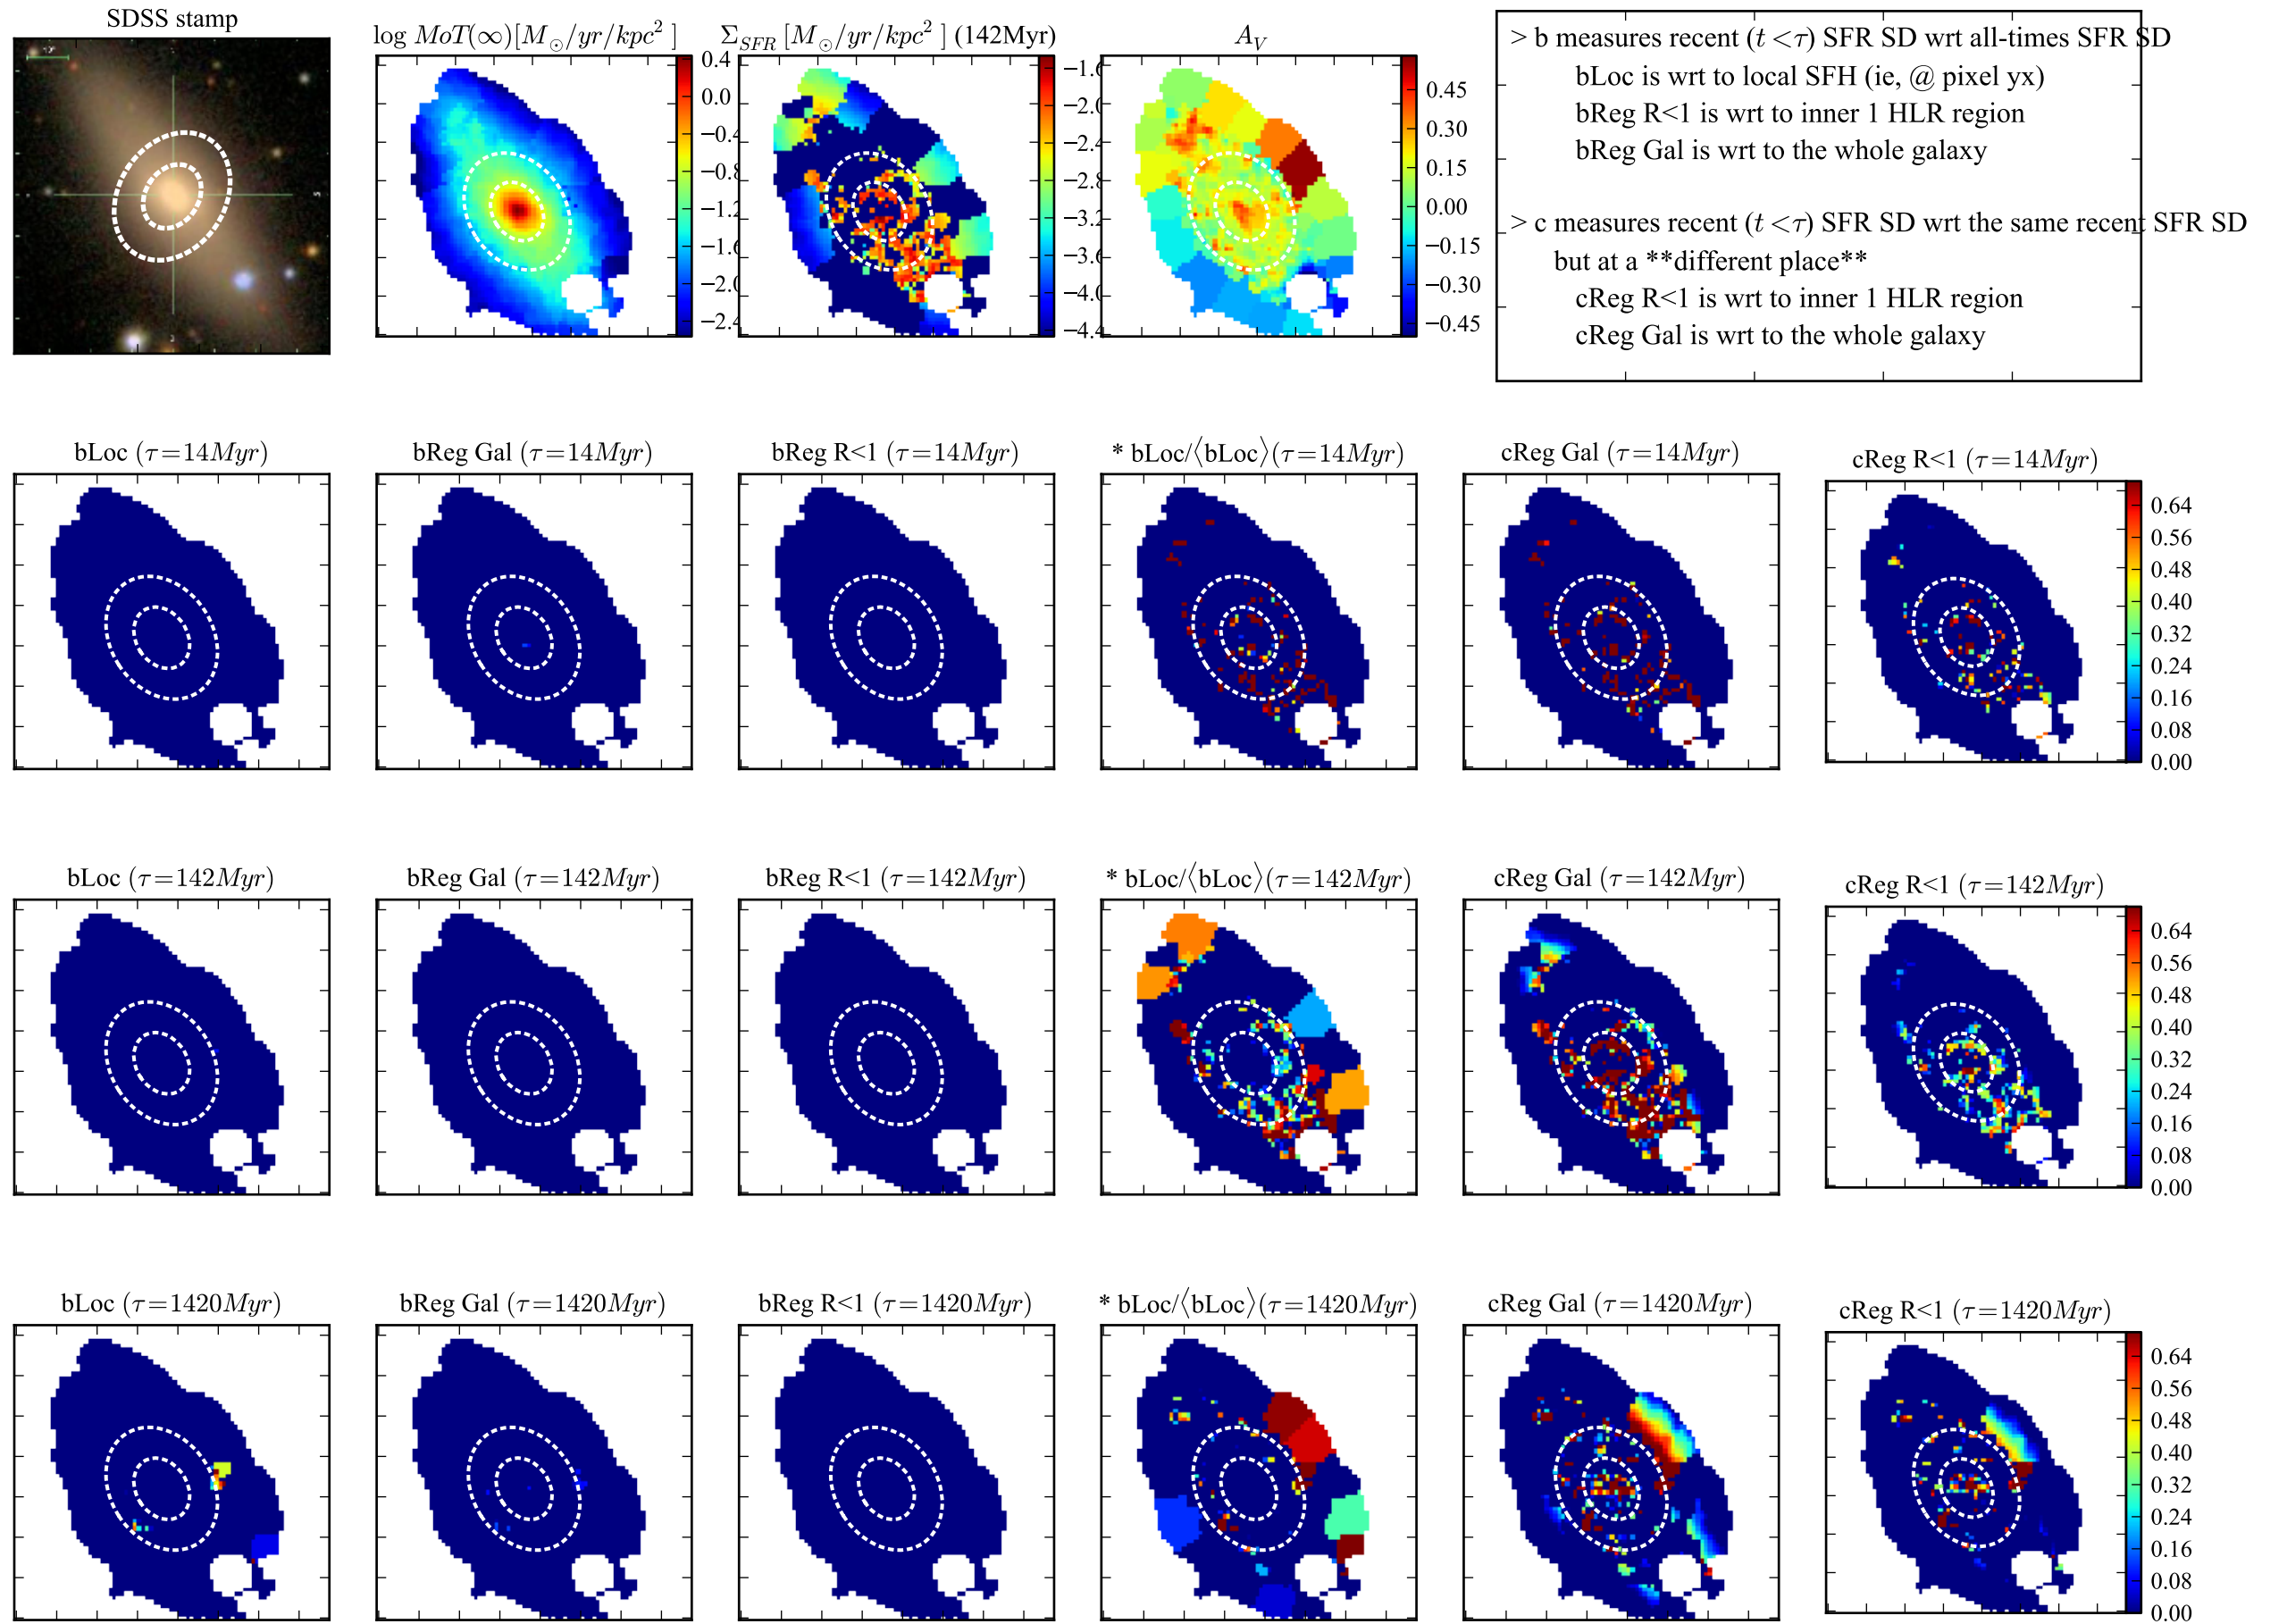 SDSS stamp
log MoT(∞)[M⊙/yr/kpc² ]
Σ_SFR [M⊙/yr/kpc² ] (142Myr)
A_V
0.4
0.0
−0.4
−0.8
−1.2
−1.6
−2.0
−2.4
−1.6
−2.0
−2.4
−2.8
−3.2
−3.6
−4.0
−4.4
0.45
0.30
0.15
0.00
−0.15
−0.30
−0.45
> b measures recent (t <τ) SFR SD wrt all-times SFR SD
bLoc is wrt to local SFH (ie, @ pixel yx)
bReg R<1 is wrt to inner 1 HLR region
bReg Gal is wrt to the whole galaxy
> c measures recent (t <τ) SFR SD wrt the same recent SFR SD
but at a **different place**
cReg R<1 is wrt to inner 1 HLR region
cReg Gal is wrt to the whole galaxy
bLoc (τ=14Myr)
bReg Gal (τ=14Myr)
bReg R<1 (τ=14Myr)
* bLoc/⟨bLoc⟩(τ=14Myr)
cReg Gal (τ=14Myr)
cReg R<1 (τ=14Myr)
0.64
0.56
0.48
0.40
0.32
0.24
0.16
0.08
0.00
bLoc (τ=142Myr)
bReg Gal (τ=142Myr)
bReg R<1 (τ=142Myr)
* bLoc/⟨bLoc⟩(τ=142Myr)
cReg Gal (τ=142Myr)
cReg R<1 (τ=142Myr)
0.64
0.56
0.48
0.40
0.32
0.24
0.16
0.08
0.00
bLoc (τ=1420Myr)
bReg Gal (τ=1420Myr)
bReg R<1 (τ=1420Myr)
* bLoc/⟨bLoc⟩(τ=1420Myr)
cReg Gal (τ=1420Myr)
cReg R<1 (τ=1420Myr)
0.64
0.56
0.48
0.40
0.32
0.24
0.16
0.08
0.00